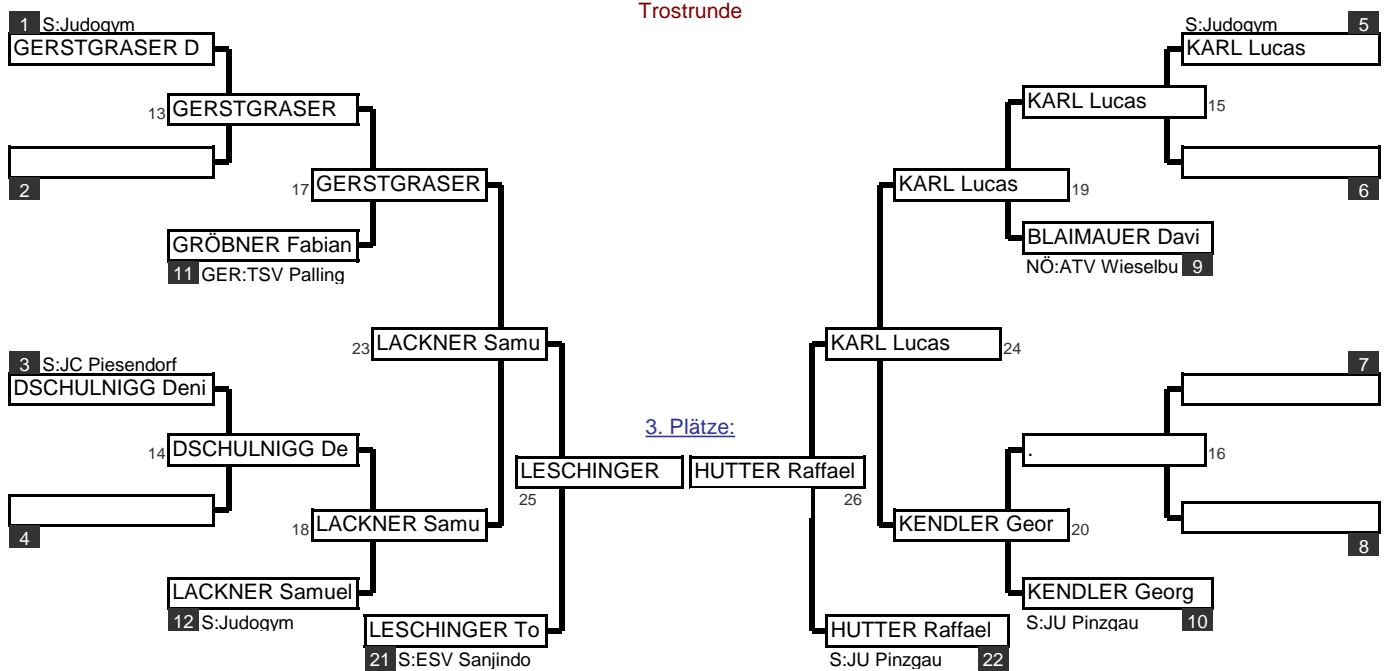 Trostrunde
1 S:Judogym
GERSTGRASER D
S:Judogym 5
KARL Lucas
13 GERSTGRASER
KARL Lucas 15
2
17 GERSTGRASER
KARL Lucas 19
6
GRÖBNER Fabian
11 GER:TSV Palling
BLAIMAUER Davi
NÖ:ATV Wieselbu 9
23 LACKNER Samu
KARL Lucas 24
3 S:JC Piesendorf
DSCHULNIGG Deni
7
3. Plätze:
14 DSCHULNIGG De
. 16
LESCHINGER
25
HUTTER Raffael
26
4
18 LACKNER Samu
KENDLER Geor 20
8
LACKNER Samuel
12 S:Judogym
KENDLER Georg
S:JU Pinzgau 10
LESCHINGER To
21 S:ESV Sanjindo
HUTTER Raffael
S:JU Pinzgau 22